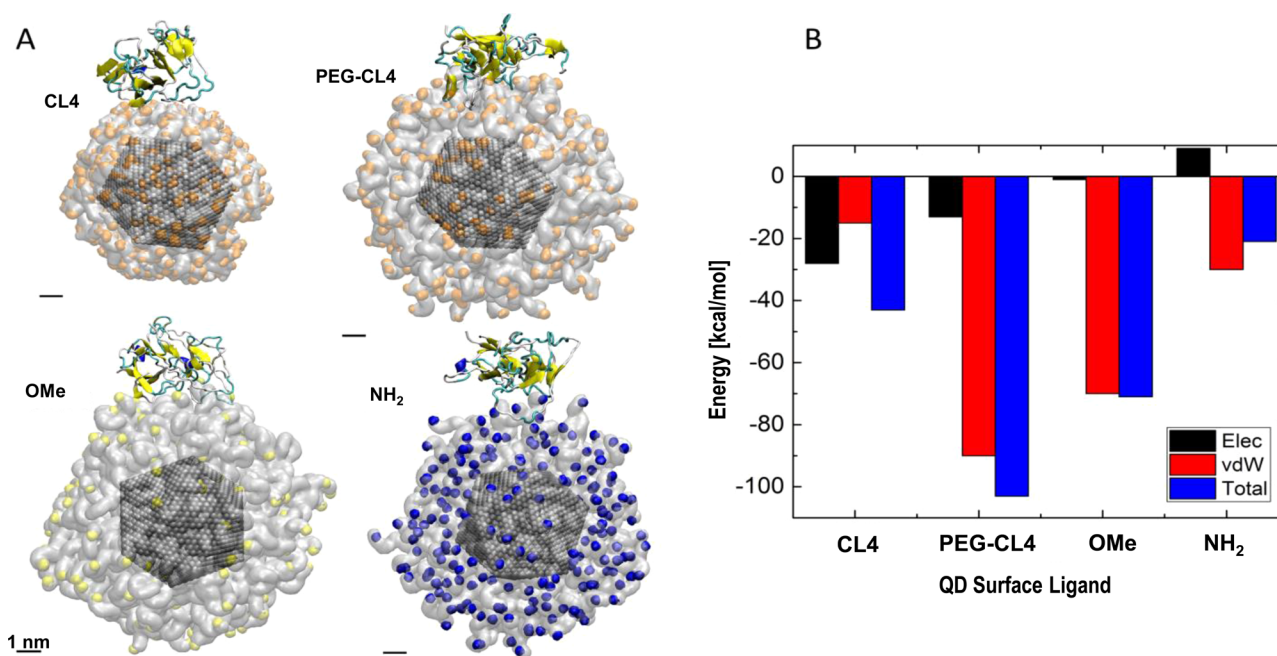 A
CL4
PEG-CL4
OMe
NH₂
1 nm
B
Energy [kcal/mol]
0
-20
-40
-60
-80
-100
Elec
vdW
Total
CL4 PEG-CL4 OMe NH₂
QD Surface Ligand